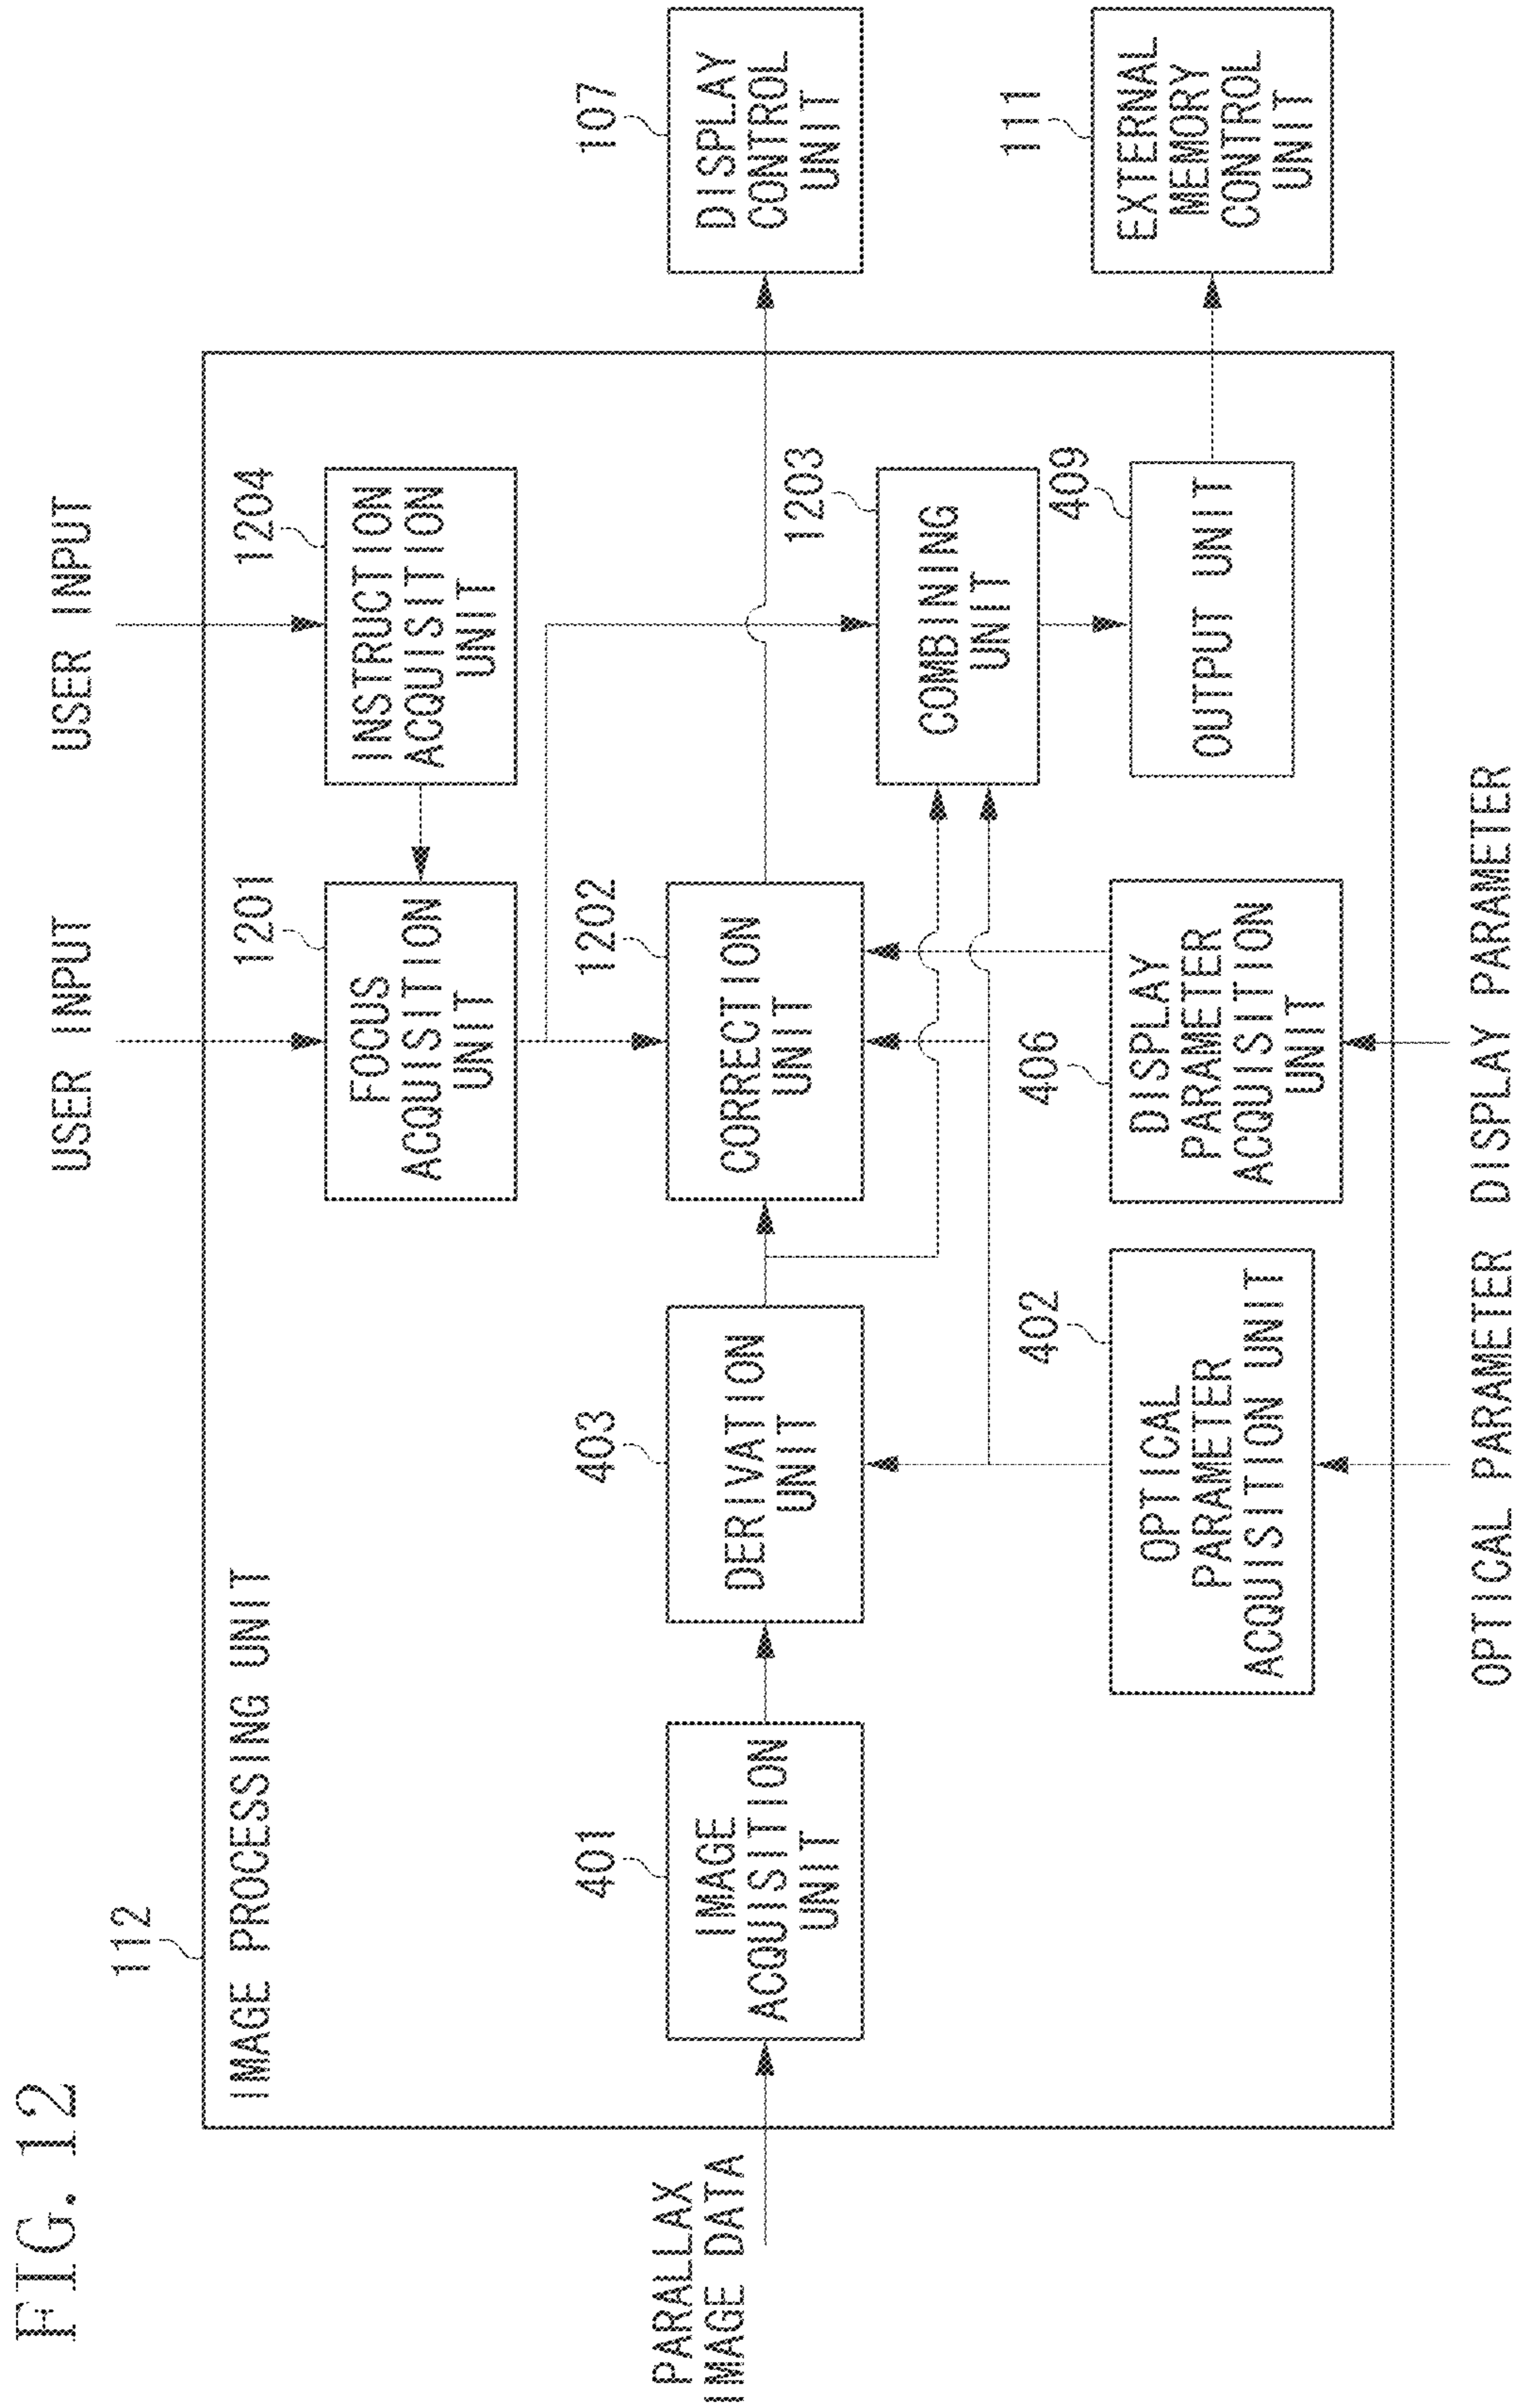 FIG. 12
112
IMAGE PROCESSING UNIT
USER INPUT
USER INPUT
1201
FOCUS
ACQUISITION
UNIT
1204
INSTRUCTION
ACQUISITION
UNIT
PARALLAX
IMAGE DATA
401
IMAGE
ACQUISITION
UNIT
403
DERIVATION
UNIT
1202
CORRECTION
UNIT
107
DISPLAY
CONTROL
UNIT
1203
COMBINING
UNIT
402
OPTICAL
PARAMETER
ACQUISITION UNIT
406
DISPLAY
PARAMETER
ACQUISITION
UNIT
409
OUTPUT UNIT
111
EXTERNAL
MEMORY
CONTROL
UNIT
OPTICAL PARAMETER
DISPLAY PARAMETER